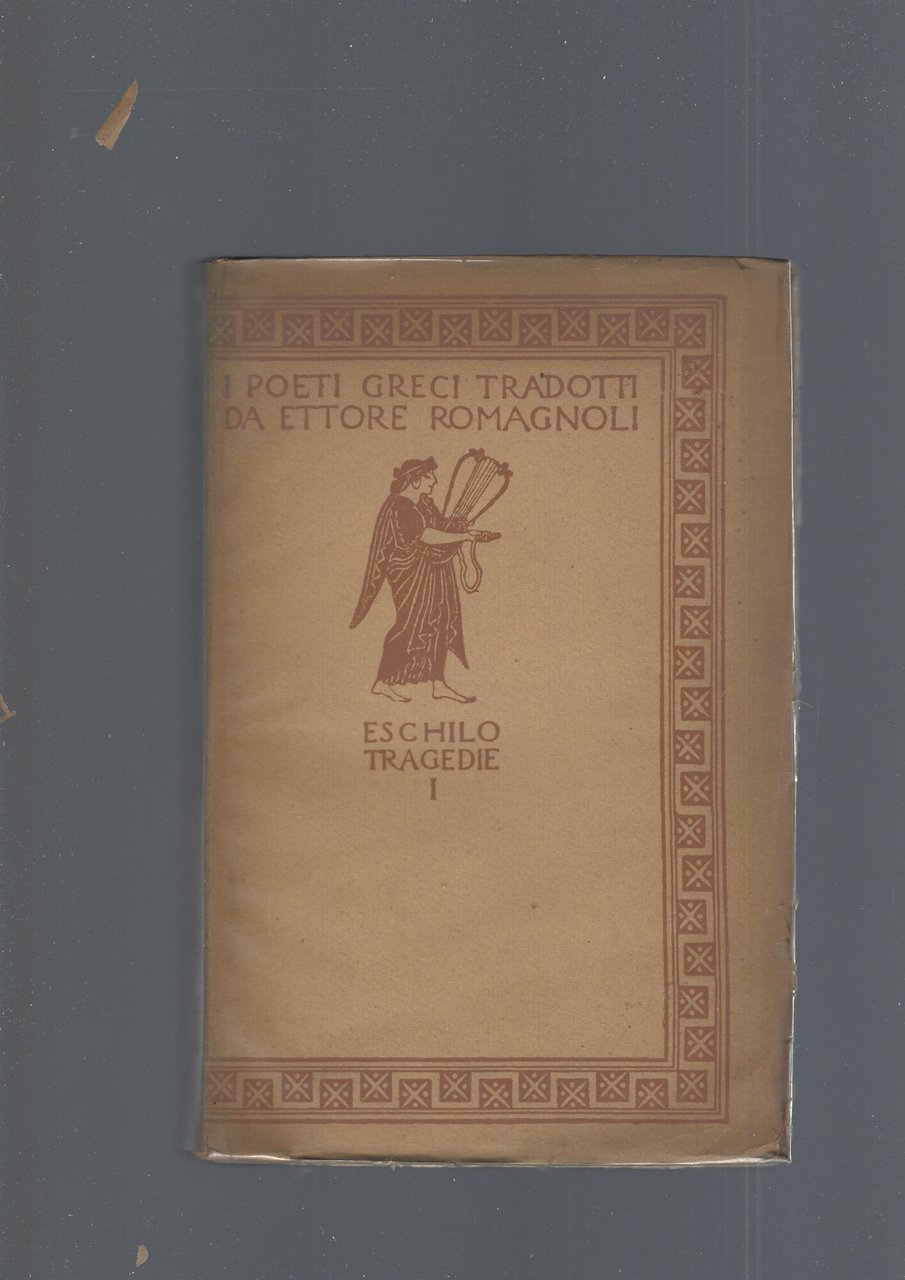 I POETI GRECI TRADOTTI
DA ETTORE ROMAGNOLI
ESCHILO
TRAGEDIE
I